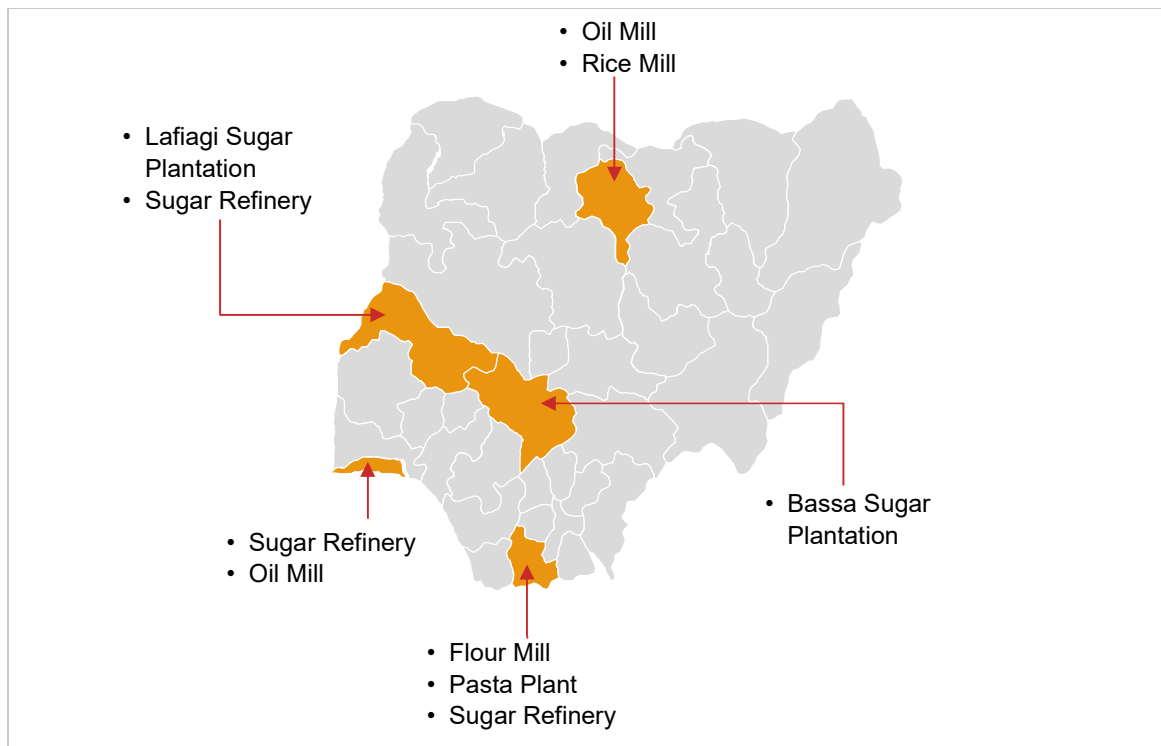 • Oil Mill
• Rice Mill
• Lafiagi Sugar
Plantation
• Sugar Refinery
• Bassa Sugar
Plantation
• Sugar Refinery
• Oil Mill
• Flour Mill
• Pasta Plant
• Sugar Refinery